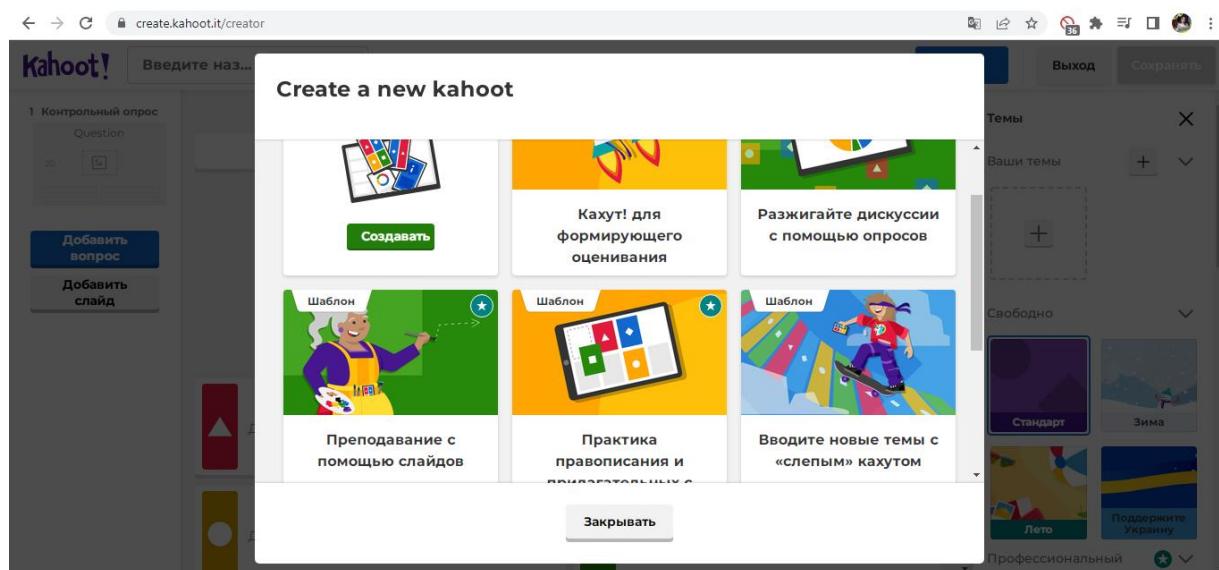 create.kahoot.it/creator
36
Kahoot!
Введите наз...
Выход
Сохранять
Create a new kahoot
1 Контрольный опрос
Question
20
Добавить
вопрос
Добавить
слайд
Создавать
Кахут! для
формирующего
оценивания
Разжигайте дискуссии
с помощью опросов
Шаблон
Преподавание с
помощью слайдов
Шаблон
Практика
правописания и
прилагательных с
Шаблон
Вводите новые темы с
«слепым» кахутом
Закрывать
Темы
Ваши темы
Свободно
Стандарт
Зима
Лето
Поддержите
Украину
Профессиональный